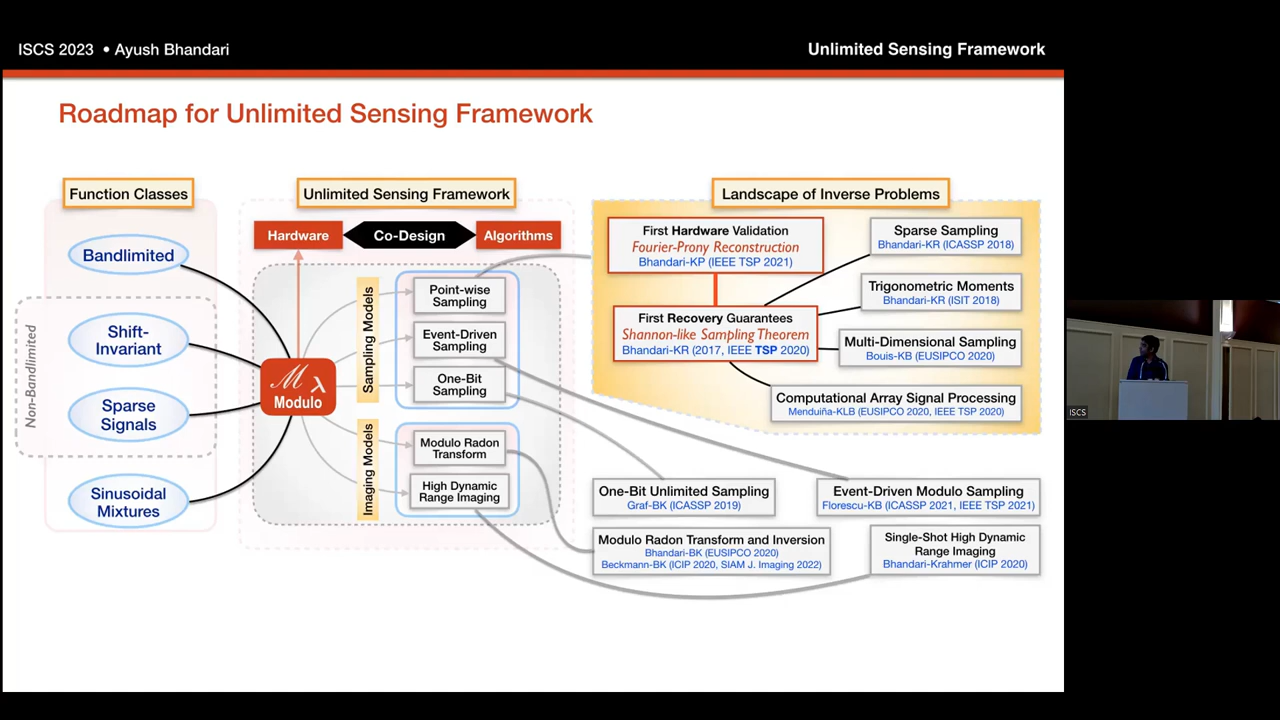 ISCS 2023 • Ayush Bhandari
Unlimited Sensing Framework
Roadmap for Unlimited Sensing Framework
Function Classes
Bandlimited
Non-Bandlimited
Shift-
Invariant
Sparse
Signals
Sinusoidal
Mixtures
Unlimited Sensing Framework
Hardware
Co-Design
Algorithms
ℳ λ
Modulo
Sampling Models
Point-wise
Sampling
Event-Driven
Sampling
One-Bit
Sampling
Imaging Models
Modulo Radon
Transform
High Dynamic
Range Imaging
Landscape of Inverse Problems
First Hardware Validation
Fourier-Prony Reconstruction
Bhandari-KP (IEEE TSP 2021)
First Recovery Guarantees
Shannon-like Sampling Theorem
Bhandari-KR (2017, IEEE TSP 2020)
Sparse Sampling
Bhandari-KR (ICASSP 2018)
Trigonometric Moments
Bhandari-KR (ISIT 2018)
Multi-Dimensional Sampling
Bouis-KB (EUSIPCO 2020)
Computational Array Signal Processing
Menduiña-KLB (EUSIPCO 2020, IEEE TSP 2020)
One-Bit Unlimited Sampling
Graf-BK (ICASSP 2019)
Event-Driven Modulo Sampling
Florescu-KB (ICASSP 2021, IEEE TSP 2021)
Modulo Radon Transform and Inversion
Bhandari-BK (EUSIPCO 2020)
Beckmann-BK (ICIP 2020, SIAM J. Imaging 2022)
Single-Shot High Dynamic
Range Imaging
Bhandari-Krahmer (ICIP 2020)
ISCS